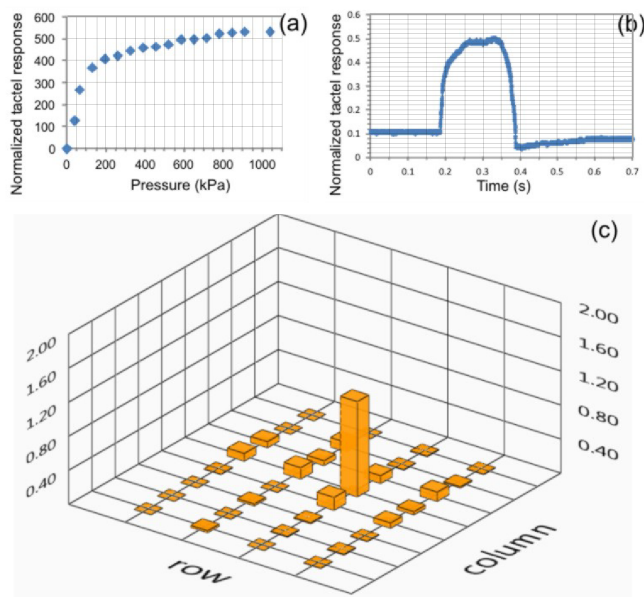 (a)
Normalized tactel response
600
500
400
300
200
100
0
0 200 400 600 800 1000
Pressure (kPa)
(b)
Normalized tactel response
0.6
0.5
0.4
0.3
0.2
0.1
0
0 0.1 0.2 0.3 0.4 0.5 0.6 0.7
Time (s)
(c)
2.00
1.60
1.20
0.80
0.40
2.00
1.60
1.20
0.80
0.40
row
column